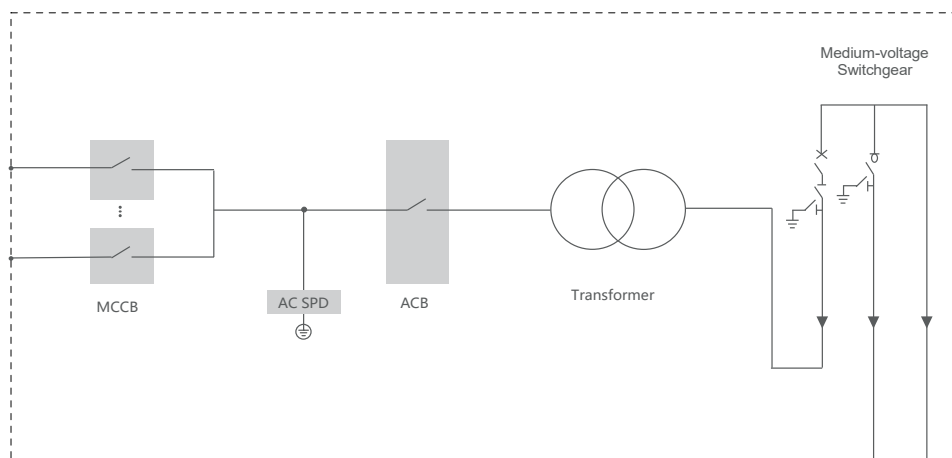 Medium-voltage
Switchgear
MCCB
AC SPD
ACB
Transformer